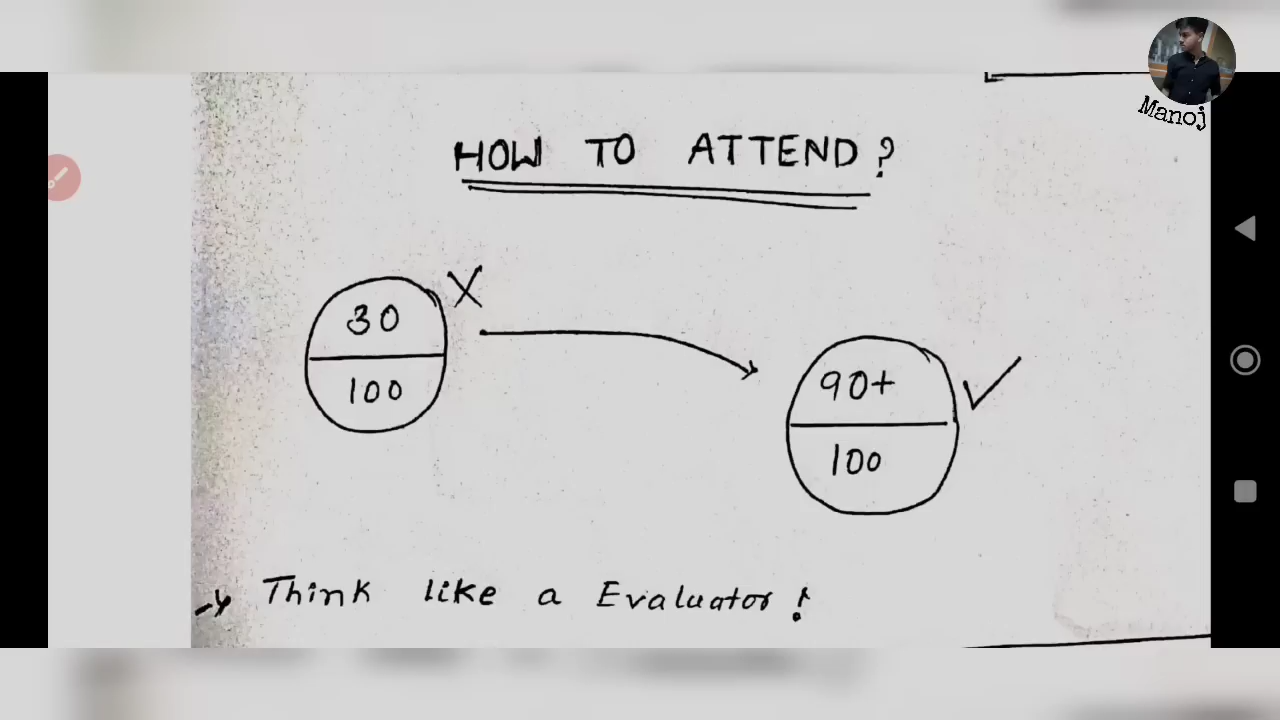 Manoj
HOW TO ATTEND?
30
100
X
90+
100
Think like a Evaluator!